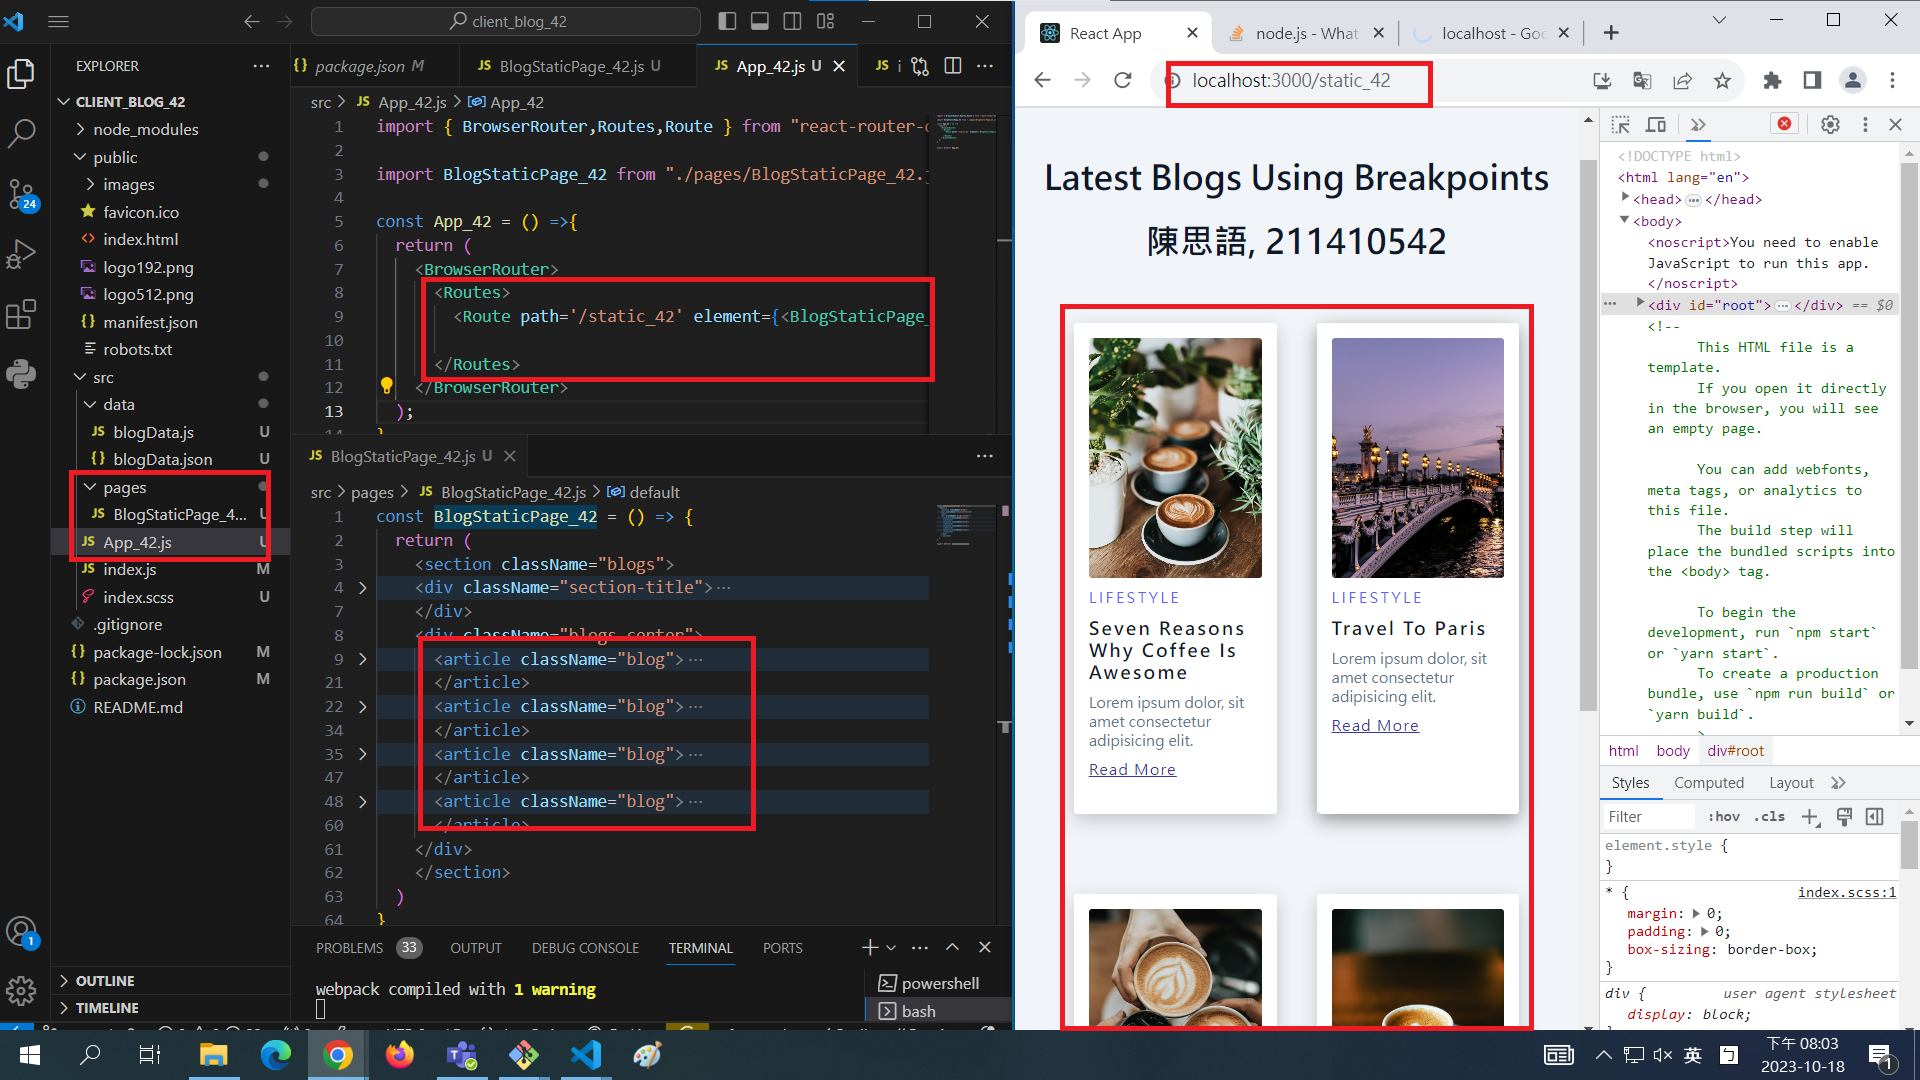 client_blog_42
EXPLORER
CLIENT_BLOG_42
node_modules
public
images
favicon.ico
index.html
logo192.png
logo512.png
manifest.json
robots.txt
src
data
blogData.js U
blogData.json U
pages
BlogStaticPage_4... U
App_42.js U
index.js M
index.scss U
.gitignore
package-lock.json M
package.json M
README.md
OUTLINE
TIMELINE
24
1
package.json M
BlogStaticPage_42.js U
App_42.js U
src > App_42.js > App_42
1 import { BrowserRouter,Routes,Route } from "react-router-
2
3 import BlogStaticPage_42 from "./pages/BlogStaticPage_42.
4
5 const App_42 = () =>{
6 return (
7 <BrowserRouter>
8 <Routes>
9 <Route path='/static_42' element={<BlogStaticPage_
10
11 </Routes>
12 </BrowserRouter>
13 );
14 }
BlogStaticPage_42.js U
src > pages > BlogStaticPage_42.js > default
1 const BlogStaticPage_42 = () => {
2 return (
3 <section className="blogs">
4 <div className="section-title">···
7 </div>
8 <div className="blogs-center">
9 <article className="blog">···
21 </article>
22 <article className="blog">···
34 </article>
35 <article className="blog">···
47 </article>
48 <article className="blog">···
60 </article>
61 </div>
62 </section>
63 )
64 }
PROBLEMS 33 OUTPUT DEBUG CONSOLE TERMINAL PORTS
webpack compiled with 1 warning
powershell
bash
React App
node.js - What
localhost - Goo
localhost:3000/static_42
Latest Blogs Using Breakpoints
陳思語, 211410542
LIFESTYLE
Seven Reasons
Why Coffee Is
Awesome
Lorem ipsum dolor, sit
amet consectetur
adipisicing elit.
Read More
LIFESTYLE
Travel To Paris
Lorem ipsum dolor, sit
amet consectetur
adipisicing elit.
Read More
<!DOCTYPE html>
<html lang="en">
<head>···</head>
<body>
<noscript>You need to enable
JavaScript to run this app.
</noscript>
<div id="root">···</div> == $0
<!--
This HTML file is a
template.
If you open it directly
in the browser, you will see
an empty page.
You can add webfonts,
meta tags, or analytics to
this file.
The build step will
place the bundled scripts into
the <body> tag.
To begin the
development, run `npm start`
or `yarn start`.
To create a production
bundle, use `npm run build` or
`yarn build`.
html body div#root
Styles Computed Layout
Filter :hov .cls
element.style {
}
* { index.scss:1
margin: 0;
padding: 0;
box-sizing: border-box;
}
div { user agent stylesheet
display: block;
英
下午 08:03
2023-10-18
1